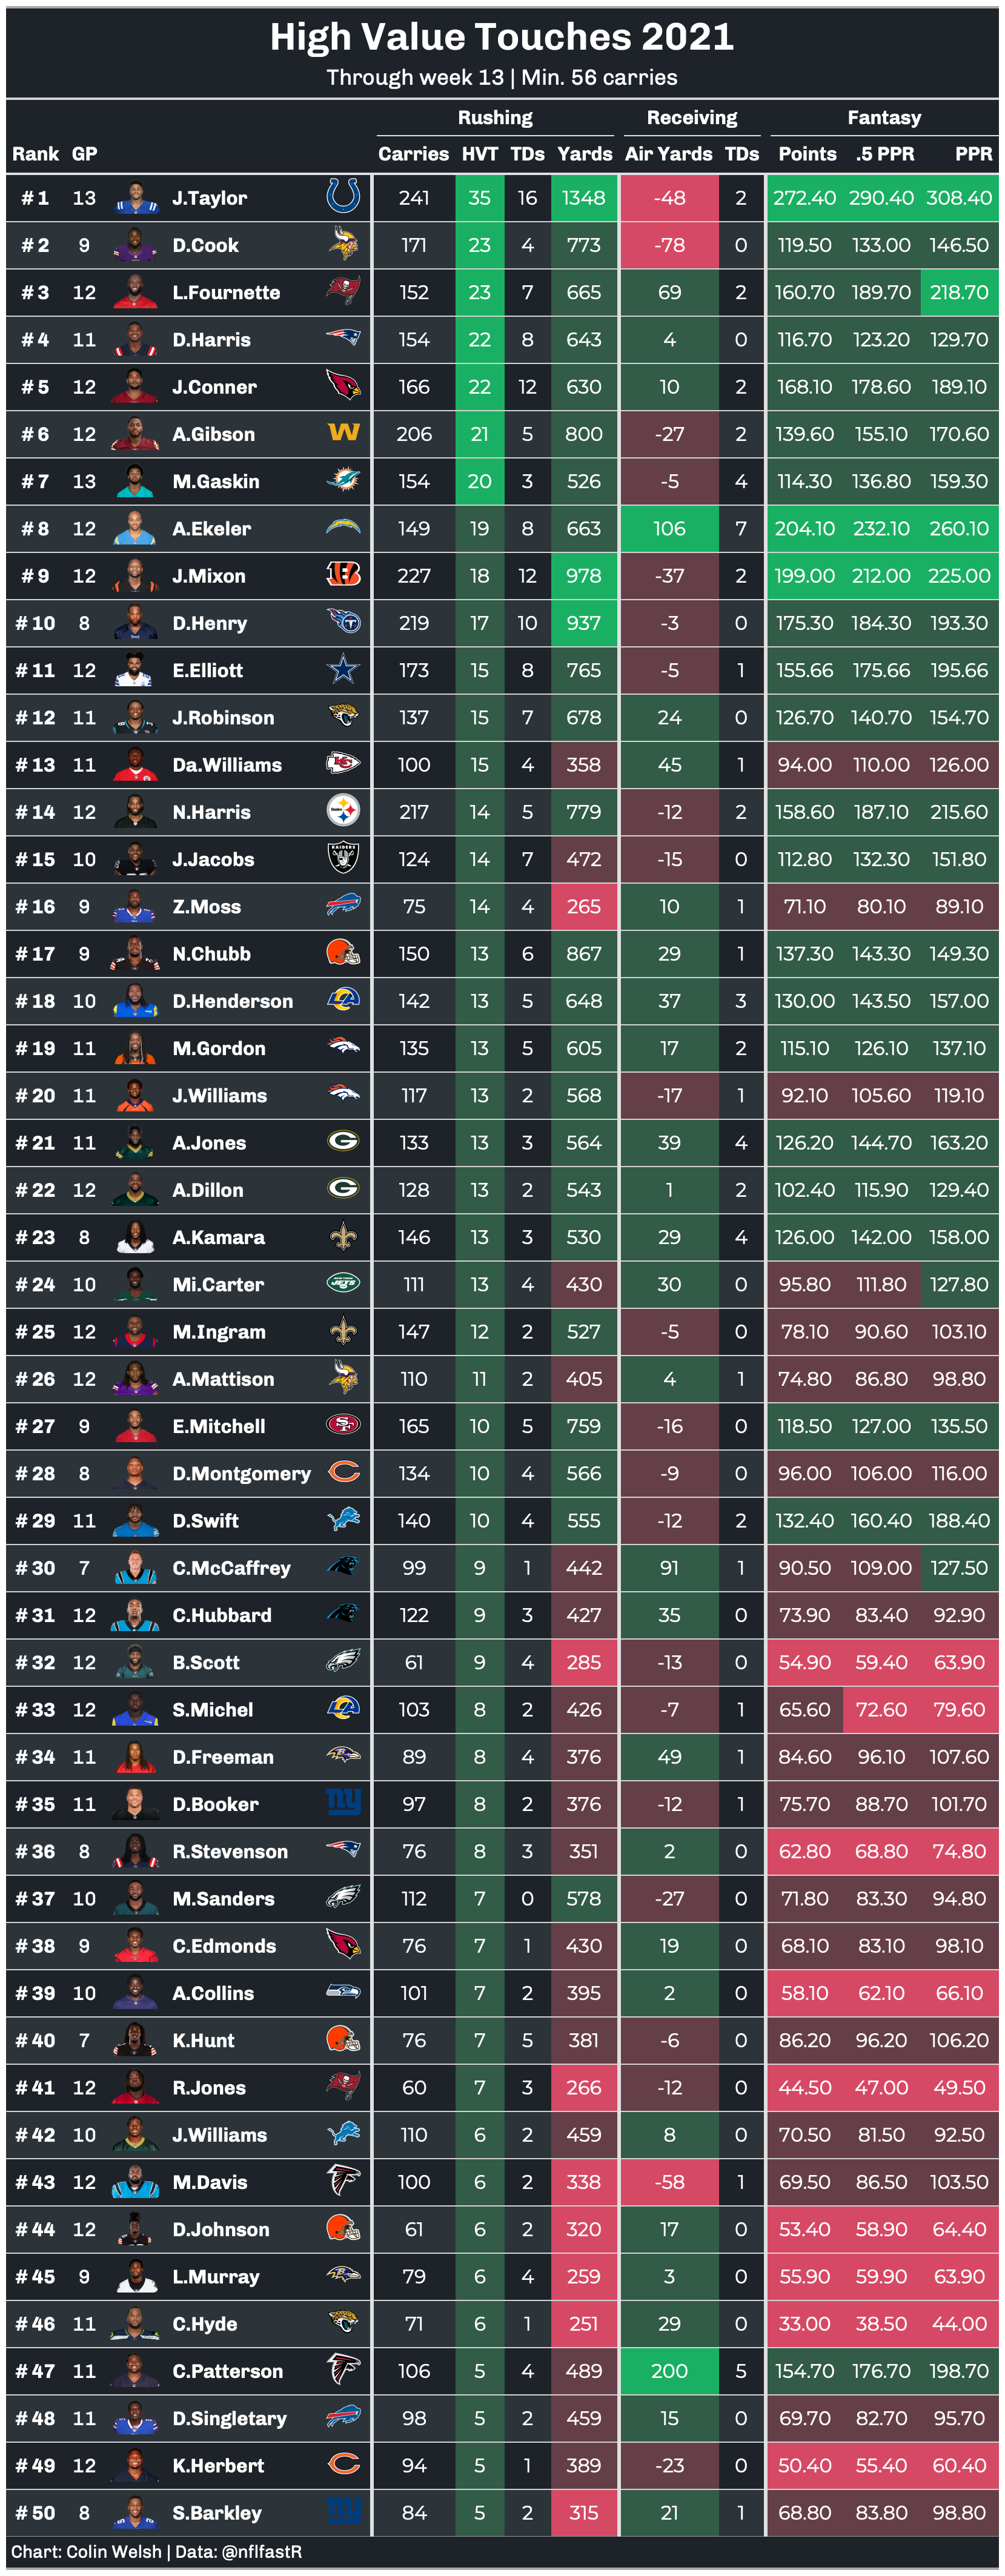 High Value Touches 2021
Through week 13 | Min. 56 carries
Rushing Receiving Fantasy
Rank GP Carries HVT TDs Yards Air Yards TDs Points .5 PPR PPR
# 1 13 J.Taylor 241 35 16 1348 -48 2 272.40 290.40 308.40
# 2 9 D.Cook 171 23 4 773 -78 0 119.50 133.00 146.50
# 3 12 L.Fournette 152 23 7 665 69 2 160.70 189.70 218.70
# 4 11 D.Harris 154 22 8 643 4 0 116.70 123.20 129.70
# 5 12 J.Conner 166 22 12 630 10 2 168.10 178.60 189.10
# 6 12 A.Gibson W 206 21 5 800 -27 2 139.60 155.10 170.60
# 7 13 M.Gaskin 154 20 3 526 -5 4 114.30 136.80 159.30
# 8 12 A.Ekeler 149 19 8 663 106 7 204.10 232.10 260.10
# 9 12 J.Mixon 227 18 12 978 -37 2 199.00 212.00 225.00
# 10 8 D.Henry 219 17 10 937 -3 0 175.30 184.30 193.30
# 11 12 E.Elliott 173 15 8 765 -5 1 155.66 175.66 195.66
# 12 11 J.Robinson 137 15 7 678 24 0 126.70 140.70 154.70
# 13 11 Da.Williams KC 100 15 4 358 45 1 94.00 110.00 126.00
# 14 12 N.Harris 217 14 5 779 -12 2 158.60 187.10 215.60
# 15 10 J.Jacobs RAIDERS 124 14 7 472 -15 0 112.80 132.30 151.80
# 16 9 Z.Moss 75 14 4 265 10 1 71.10 80.10 89.10
# 17 9 N.Chubb 150 13 6 867 29 1 137.30 143.30 149.30
# 18 10 D.Henderson LA 142 13 5 648 37 3 130.00 143.50 157.00
# 19 11 M.Gordon 135 13 5 605 17 2 115.10 126.10 137.10
# 20 11 J.Williams 117 13 2 568 -17 1 92.10 105.60 119.10
# 21 11 A.Jones G 133 13 3 564 39 4 126.20 144.70 163.20
# 22 12 A.Dillon G 128 13 2 543 1 2 102.40 115.90 129.40
# 23 8 A.Kamara 146 13 3 530 29 4 126.00 142.00 158.00
# 24 10 Mi.Carter JETS 111 13 4 430 30 0 95.80 111.80 127.80
# 25 12 M.Ingram 147 12 2 527 -5 0 78.10 90.60 103.10
# 26 12 A.Mattison 110 11 2 405 4 1 74.80 86.80 98.80
# 27 9 E.Mitchell SF 165 10 5 759 -16 0 118.50 127.00 135.50
# 28 8 D.Montgomery C 134 10 4 566 -9 0 96.00 106.00 116.00
# 29 11 D.Swift 140 10 4 555 -12 2 132.40 160.40 188.40
# 30 7 C.McCaffrey 99 9 1 442 91 1 90.50 109.00 127.50
# 31 12 C.Hubbard 122 9 3 427 35 0 73.90 83.40 92.90
# 32 12 B.Scott 61 9 4 285 -13 0 54.90 59.40 63.90
# 33 12 S.Michel LA 103 8 2 426 -7 1 65.60 72.60 79.60
# 34 11 D.Freeman 89 8 4 376 49 1 84.60 96.10 107.60
# 35 11 D.Booker ny 97 8 2 376 -12 1 75.70 88.70 101.70
# 36 8 R.Stevenson 76 8 3 351 2 0 62.80 68.80 74.80
# 37 10 M.Sanders 112 7 0 578 -27 0 71.80 83.30 94.80
# 38 9 C.Edmonds 76 7 1 430 19 0 68.10 83.10 98.10
# 39 10 A.Collins 101 7 2 395 2 0 58.10 62.10 66.10
# 40 7 K.Hunt 76 7 5 381 -6 0 86.20 96.20 106.20
# 41 12 R.Jones 60 7 3 266 -12 0 44.50 47.00 49.50
# 42 10 J.Williams 110 6 2 459 8 0 70.50 81.50 92.50
# 43 12 M.Davis 100 6 2 338 -58 1 69.50 86.50 103.50
# 44 12 D.Johnson 61 6 2 320 17 0 53.40 58.90 64.40
# 45 9 L.Murray 79 6 4 259 3 0 55.90 59.90 63.90
# 46 11 C.Hyde 71 6 1 251 29 0 33.00 38.50 44.00
# 47 11 C.Patterson 106 5 4 489 200 5 154.70 176.70 198.70
# 48 11 D.Singletary 98 5 2 459 15 0 69.70 82.70 95.70
# 49 12 K.Herbert C 94 5 1 389 -23 0 50.40 55.40 60.40
# 50 8 S.Barkley ny 84 5 2 315 21 1 68.80 83.80 98.80
Chart: Colin Welsh | Data: @nflfastR